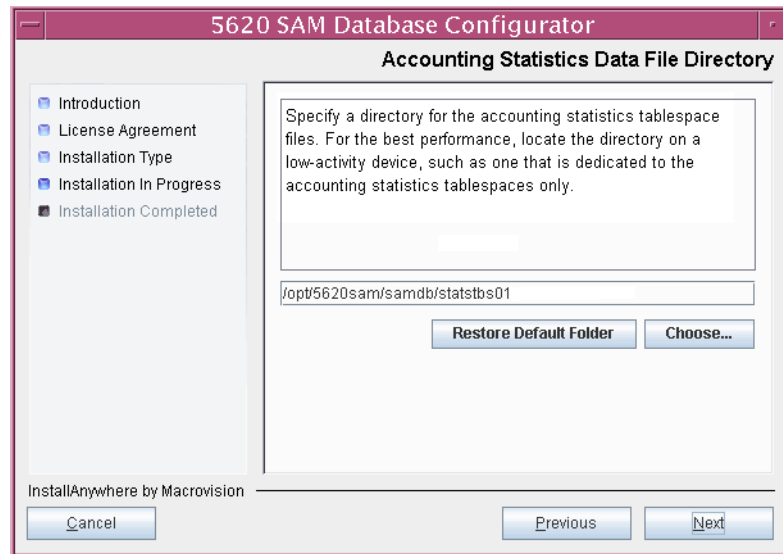 5620 SAM Database Configurator
Accounting Statistics Data File Directory
Introduction
License Agreement
Installation Type
Installation In Progress
Installation Completed
Specify a directory for the accounting statistics tablespace
files. For the best performance, locate the directory on a
low-activity device, such as one that is dedicated to the
accounting statistics tablespaces only.
/opt/5620sam/samdb/statstbs01
Restore Default Folder
Choose...
InstallAnywhere by Macrovision
Cancel
Previous
Next